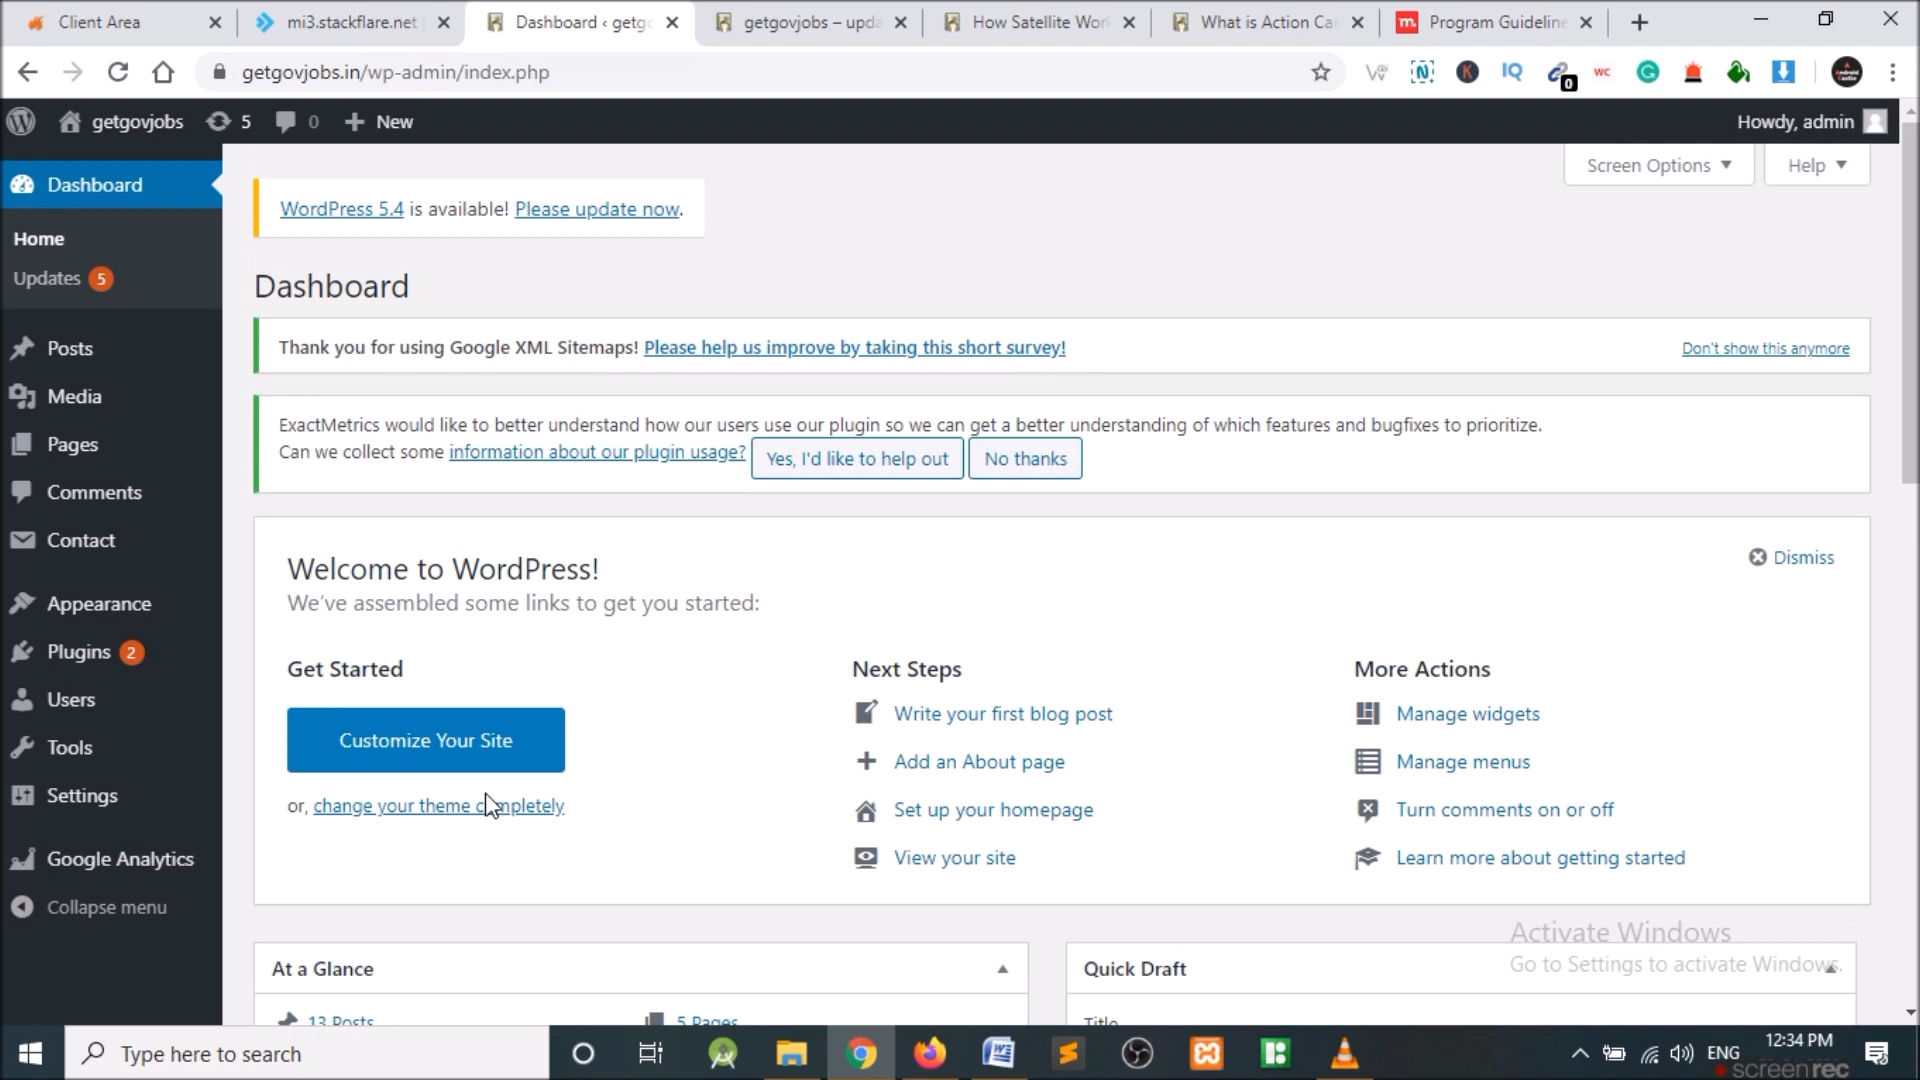 Client Area
mi3.stackflare.net
Dashboard ‹ getgo
getgovjobs – upda
How Satellite Wor
What is Action Ca
m. Program Guideline
getgovjobs.in/wp-admin/index.php
IQ
0
WC
getgovjobs 5 0 New
Howdy, admin
Dashboard
Home
Updates 5
Posts
Media
Pages
Comments
Contact
Appearance
Plugins 2
Users
Tools
Settings
Google Analytics
Collapse menu
Screen Options
Help
WordPress 5.4 is available! Please update now.
Dashboard
Thank you for using Google XML Sitemaps! Please help us improve by taking this short survey!
Don't show this anymore
ExactMetrics would like to better understand how our users use our plugin so we can get a better understanding of which features and bugfixes to prioritize.
Can we collect some information about our plugin usage? Yes, I'd like to help out No thanks
Welcome to WordPress!
Dismiss
We've assembled some links to get you started:
Get Started
Customize Your Site
or, change your theme completely
Next Steps
Write your first blog post
Add an About page
Set up your homepage
View your site
More Actions
Manage widgets
Manage menus
Turn comments on or off
Learn more about getting started
At a Glance
13 Posts
5 Pages
Quick Draft
Title
Activate Windows
Go to Settings to activate Windows.
Type here to search
ENG
12:34 PM
screenrec